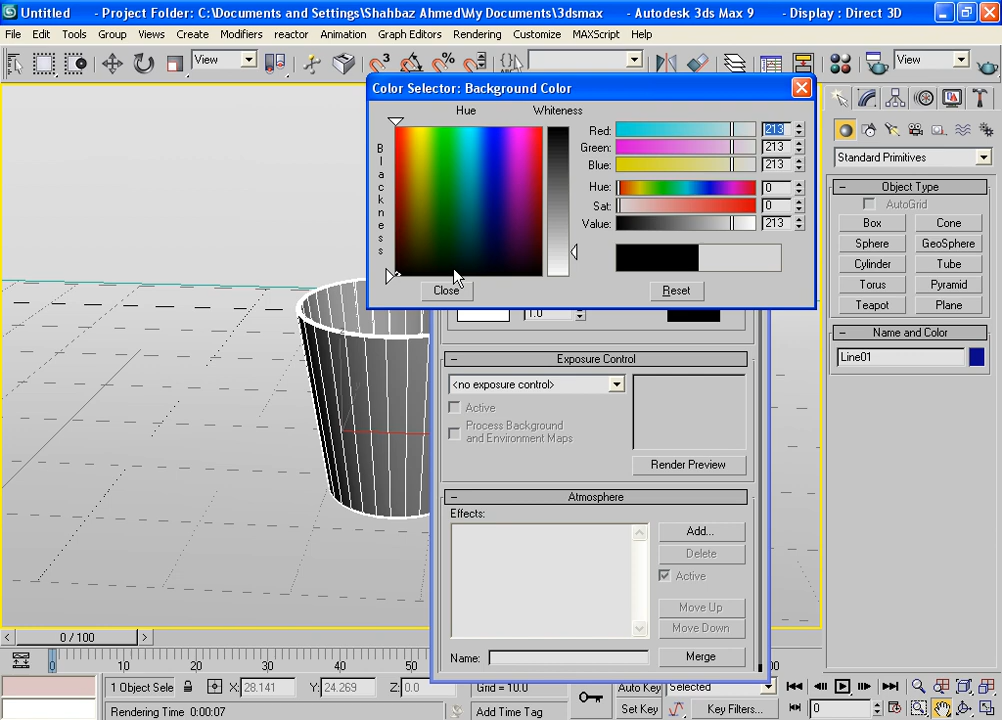 Untitled - Project Folder: C:\Documents and Settings\Shahbaz Ahmed\My Documents\3dsmax - Autodesk 3ds Max 9 - Display : Direct 3D
File Edit Tools Group Views Create Modifiers reactor Animation Graph Editors Rendering Customize MAXScript Help
View View
Color Selector: Background Color
Hue Whiteness
Blackness
Red: 213
Green: 213
Blue: 213
Hue: 0
Sat: 0
Value: 213
Close Reset
1.0
Exposure Control
<no exposure control>
Active
Process Background
and Environment Maps
Render Preview
Atmosphere
Effects:
Add...
Delete
Active
Move Up
Move Down
Name:
Merge
Standard Primitives
Object Type
AutoGrid
Box Cone
Sphere GeoSphere
Cylinder Tube
Torus Pyramid
Teapot Plane
Name and Color
Line01
0 / 100
0 10 20 30 40
1 Object Sele X: 28.141 Y: 24.269 Z: 0.0 Grid = 10.0 Auto Key Selected
Rendering Time 0:00:07 Add Time Tag Set Key Key Filters... 0